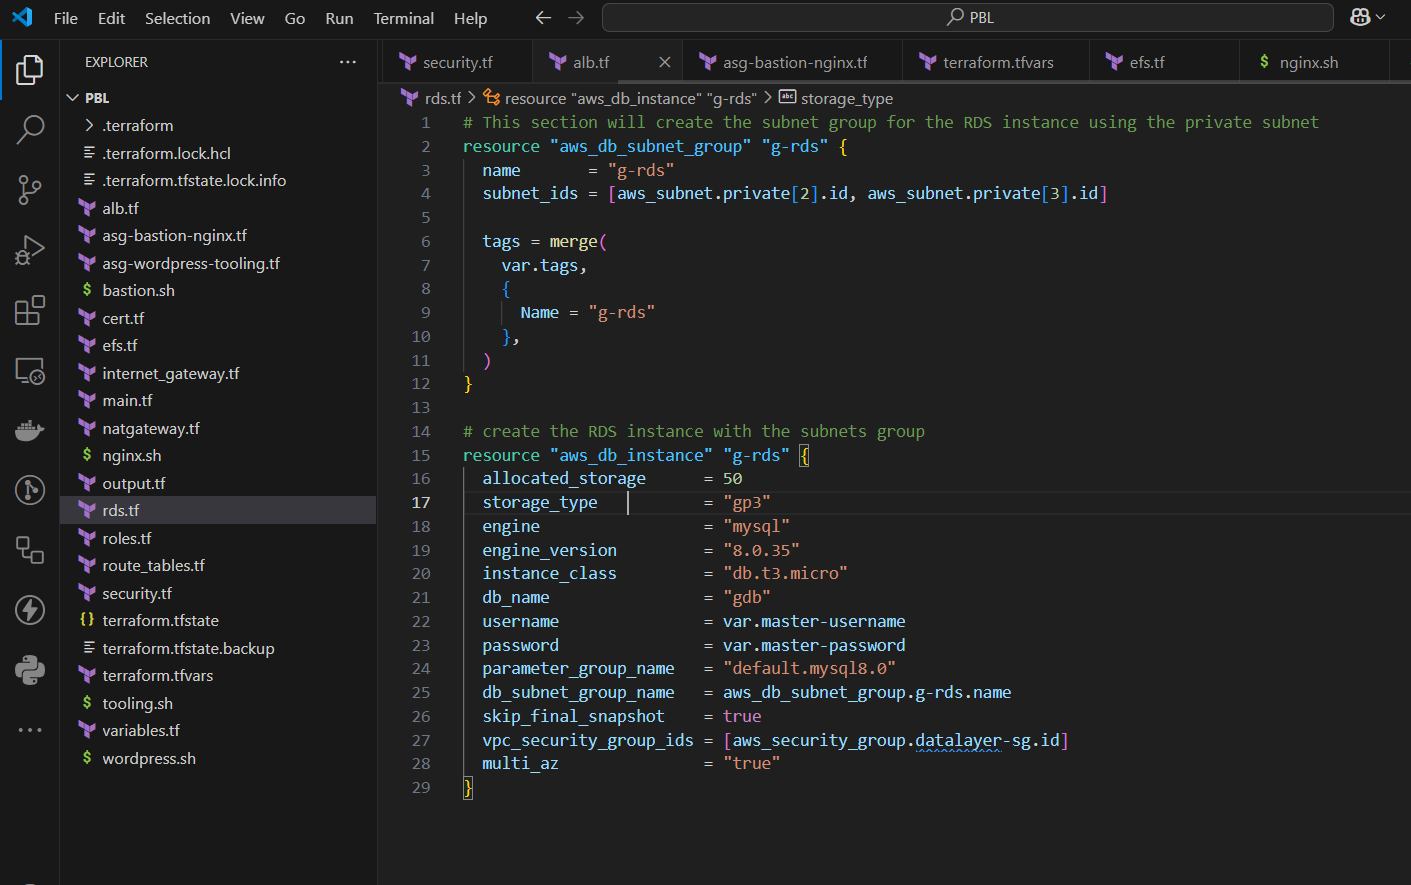 File Edit Selection View Go Run Terminal Help
PBL
EXPLORER
PBL
.terraform
.terraform.lock.hcl
.terraform.tfstate.lock.info
alb.tf
asg-bastion-nginx.tf
asg-wordpress-tooling.tf
$ bastion.sh
cert.tf
efs.tf
internet_gateway.tf
main.tf
natgateway.tf
$ nginx.sh
output.tf
rds.tf
roles.tf
route_tables.tf
security.tf
{} terraform.tfstate
terraform.tfstate.backup
terraform.tfvars
$ tooling.sh
variables.tf
$ wordpress.sh
security.tf alb.tf asg-bastion-nginx.tf terraform.tfvars efs.tf $ nginx.sh
rds.tf > resource "aws_db_instance" "g-rds" > abc storage_type
1 # This section will create the subnet group for the RDS instance using the private subnet
2 resource "aws_db_subnet_group" "g-rds" {
3 name = "g-rds"
4 subnet_ids = [aws_subnet.private[2].id, aws_subnet.private[3].id]
5
6 tags = merge(
7 var.tags,
8 {
9 Name = "g-rds"
10 },
11 )
12 }
13
14 # create the RDS instance with the subnets group
15 resource "aws_db_instance" "g-rds" {
16 allocated_storage = 50
17 storage_type = "gp3"
18 engine = "mysql"
19 engine_version = "8.0.35"
20 instance_class = "db.t3.micro"
21 db_name = "gdb"
22 username = var.master-username
23 password = var.master-password
24 parameter_group_name = "default.mysql8.0"
25 db_subnet_group_name = aws_db_subnet_group.g-rds.name
26 skip_final_snapshot = true
27 vpc_security_group_ids = [aws_security_group.datalayer-sg.id]
28 multi_az = "true"
29 }